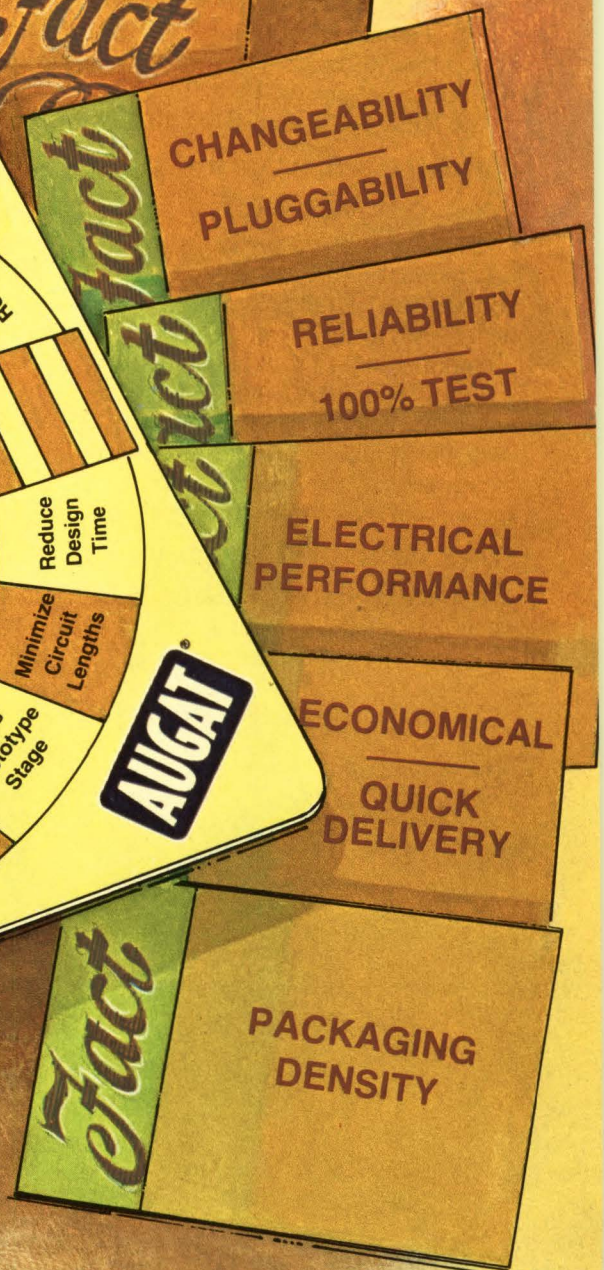 Fact
Fact
CHANGEABILITY
PLUGGABILITY
RELIABILITY
100% TEST
ELECTRICAL
PERFORMANCE
Reduce
Design
Time
Minimize
Circuit
Lengths
Stage
AUGAT®
ECONOMICAL
QUICK
DELIVERY
Fact
PACKAGING
DENSITY